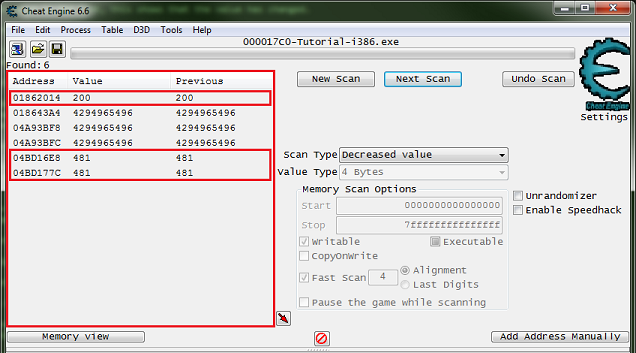 Cheat Engine 6.6
File Edit Process Table D3D Tools Help
000017C0-Tutorial-i386.exe
Found:6
Address Value Previous
01862014 200 200
018643A4 4294965496 4294965496
04A93BF8 4294965496 4294965496
04A93BFC 4294965496 4294965496
04BD16E8 481 481
04BD177C 481 481
New Scan Next Scan Undo Scan
Cheat Engine
Settings
Scan Type Decreased value
Value Type 4 Bytes
Memory Scan Options
Start 0000000000000000
Stop 7fffffffffffffff
Writable Executable
CopyOnWrite
Fast Scan 4 Alignment
Last Digits
Pause the game while scanning
Unrandomizer
Enable Speedhack
Memory view
Add Address Manually